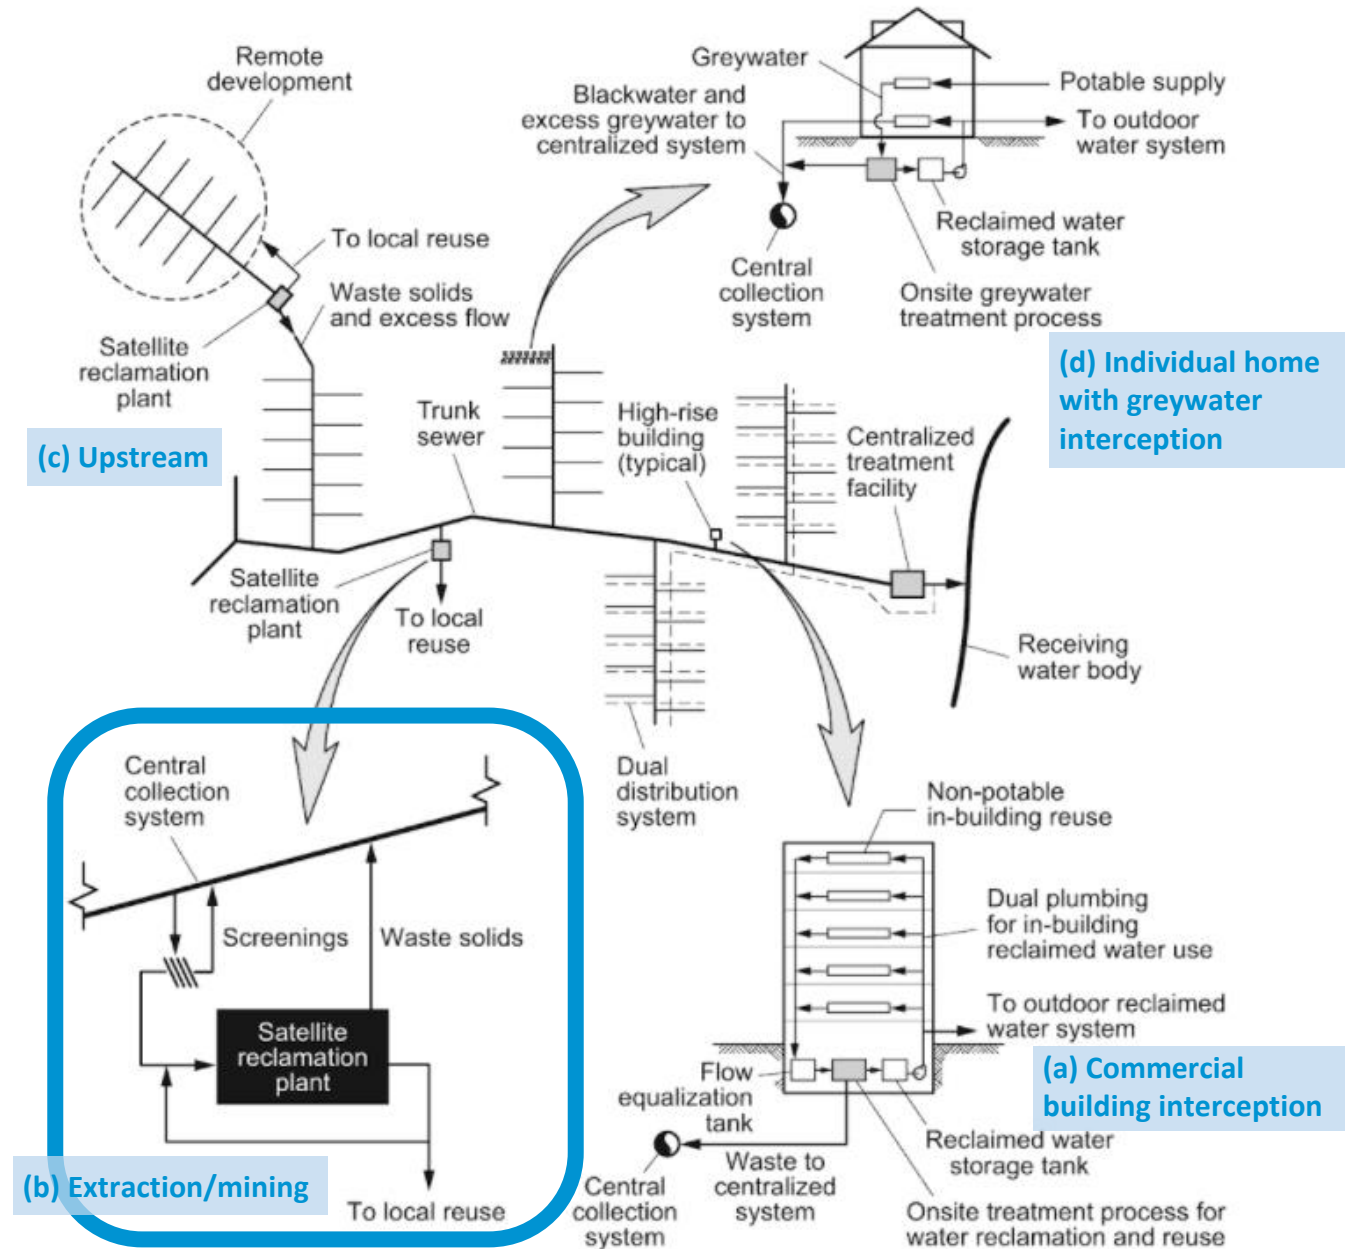 Remote
development
To local reuse
Waste solids
and excess flow
Satellite
reclamation
plant
(c) Upstream
Greywater
Blackwater and
excess greywater to
centralized system
Potable supply
To outdoor
water system
Reclaimed water
storage tank
Central
collection
system
Onsite greywater
treatment process
(d) Individual home
with greywater
interception
Trunk
sewer
High-rise
building
(typical)
Centralized
treatment
facility
Satellite
reclamation
plant
To local
reuse
Receiving
water body
Dual
distribution
system
Central
collection
system
Screenings
Waste solids
Satellite
reclamation
plant
(b) Extraction/mining
To local reuse
Non-potable
in-building reuse
Dual plumbing
for in-building
reclaimed water use
To outdoor reclaimed
water system
(a) Commercial
building interception
Flow
equalization
tank
Reclaimed water
storage tank
Central
collection
system
Waste to
centralized
system
Onsite treatment process for
water reclamation and reuse